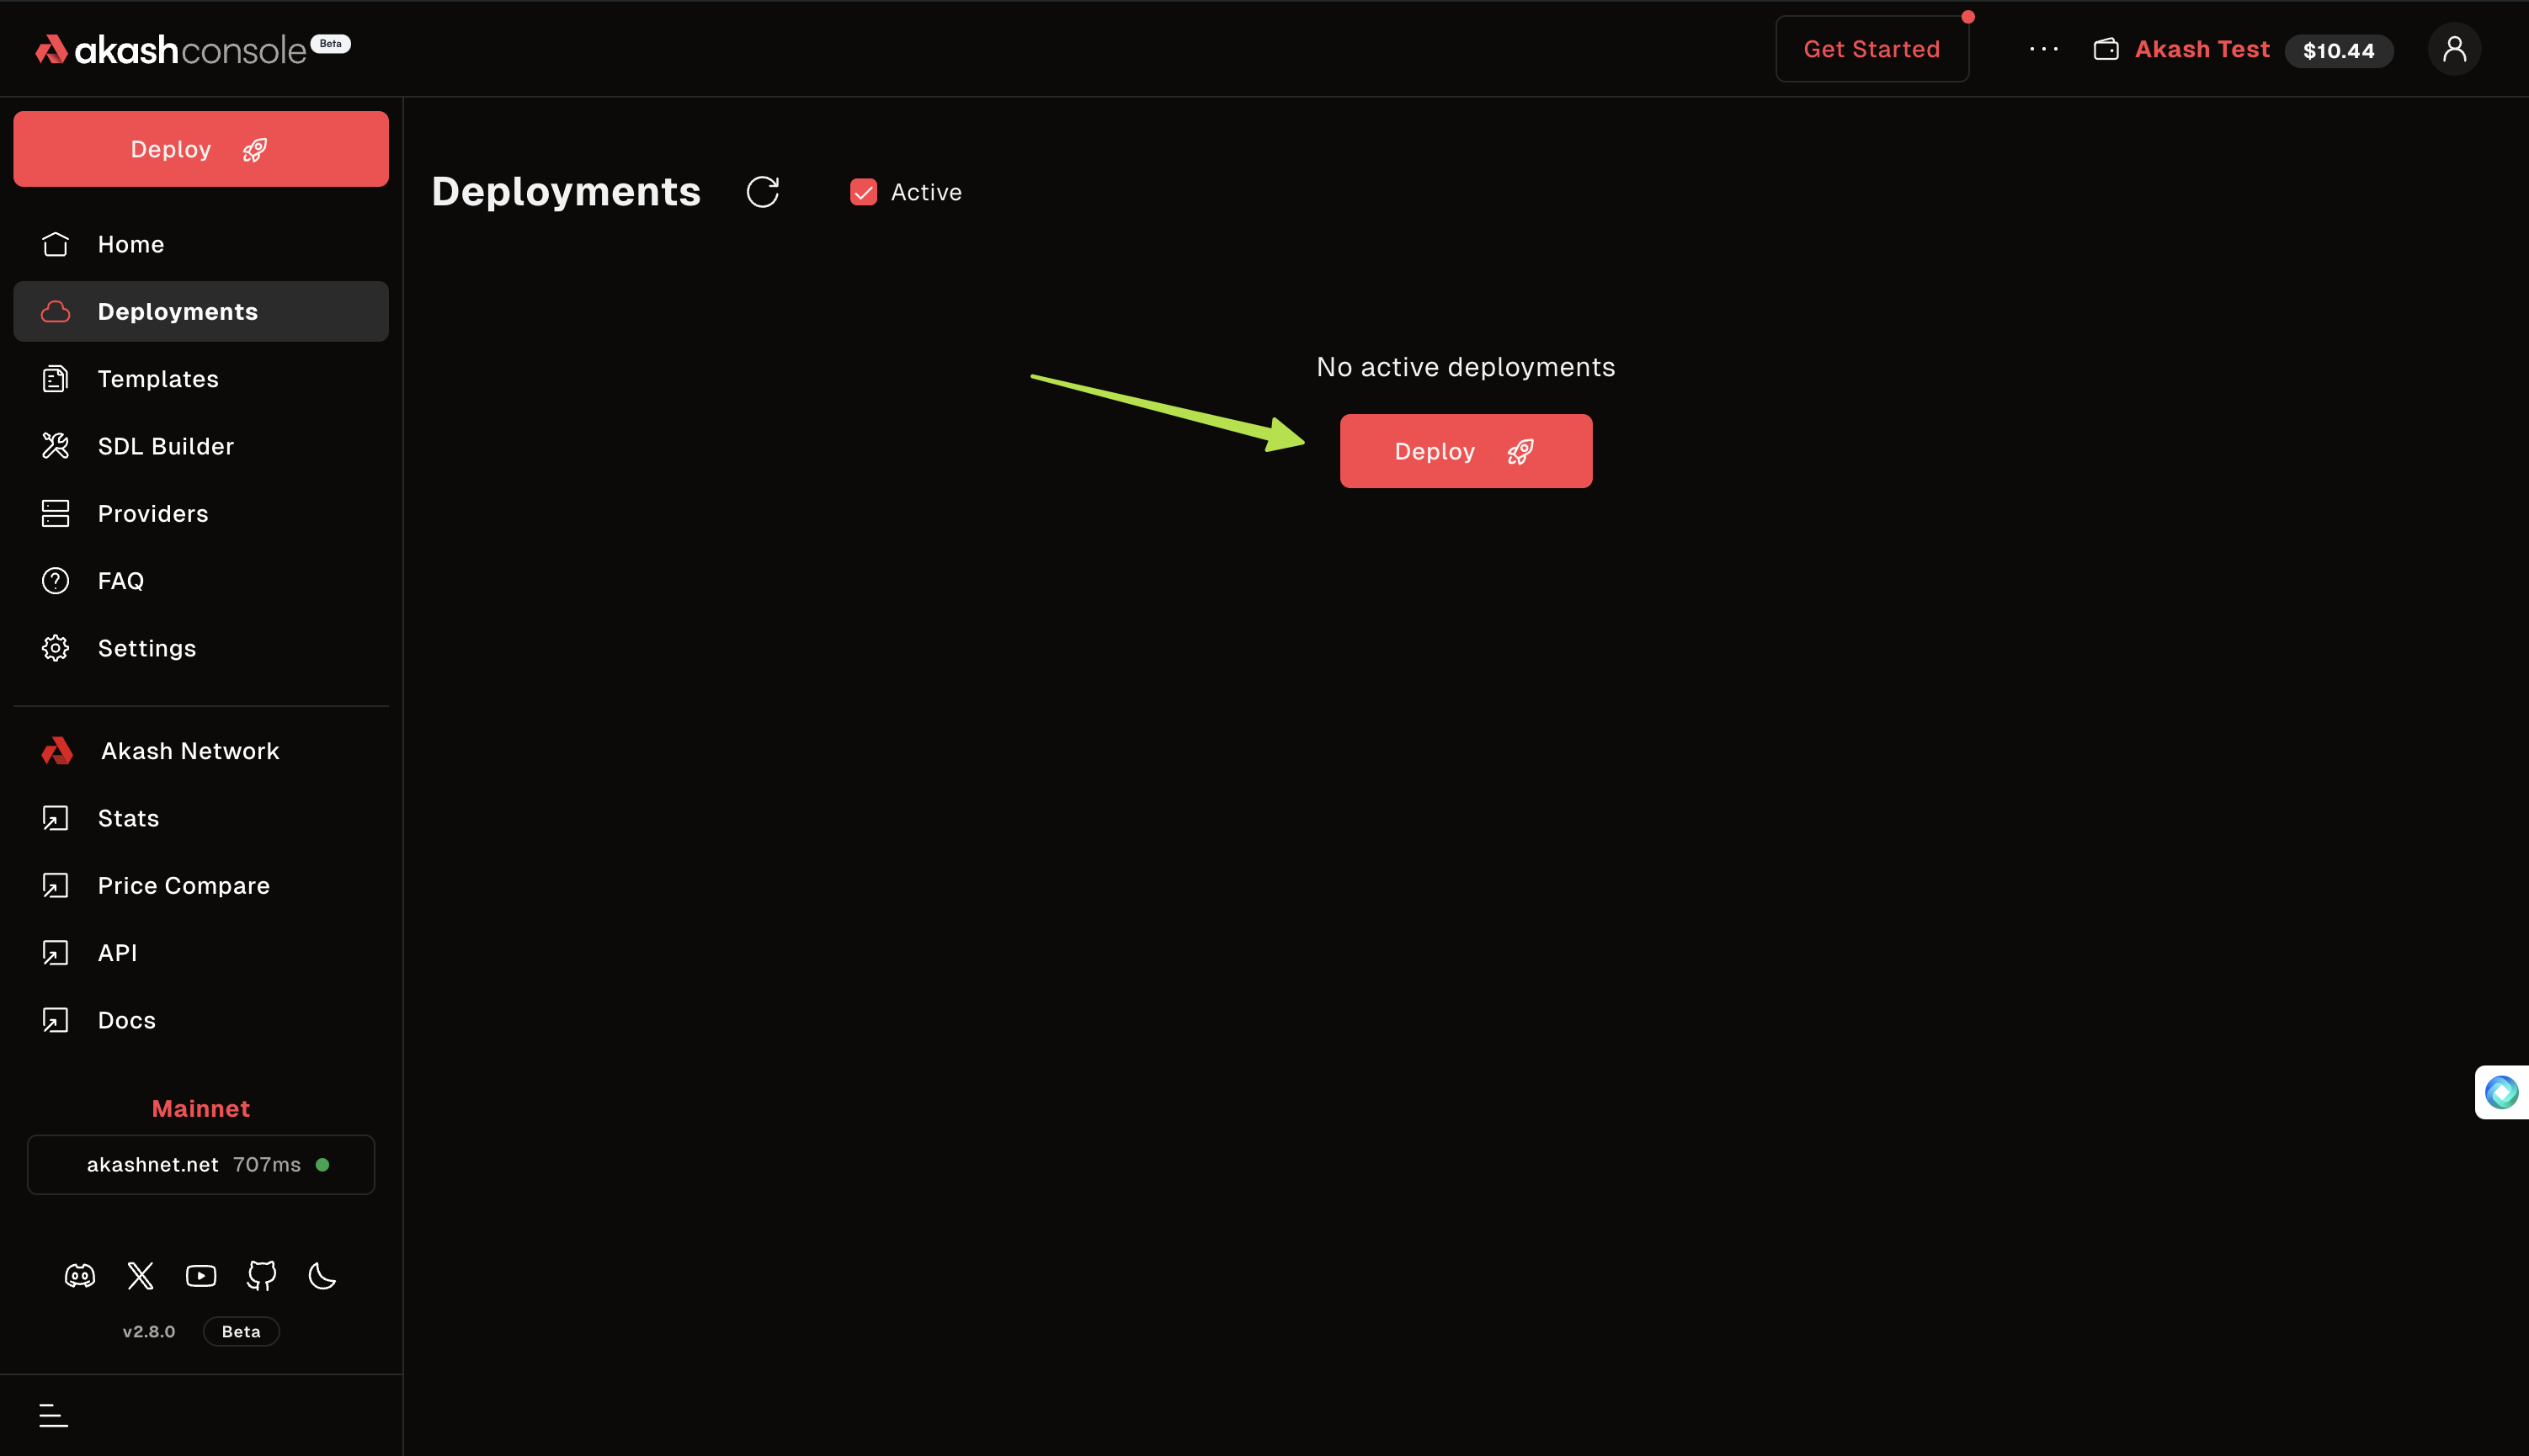 akashconsole Beta
Get Started
Akash Test $10.44
Deploy
Home
Deployments
Templates
SDL Builder
Providers
FAQ
Settings
Akash Network
Stats
Price Compare
API
Docs
Mainnet
akashnet.net 707ms
v2.8.0 Beta
Deployments
Active
No active deployments
Deploy